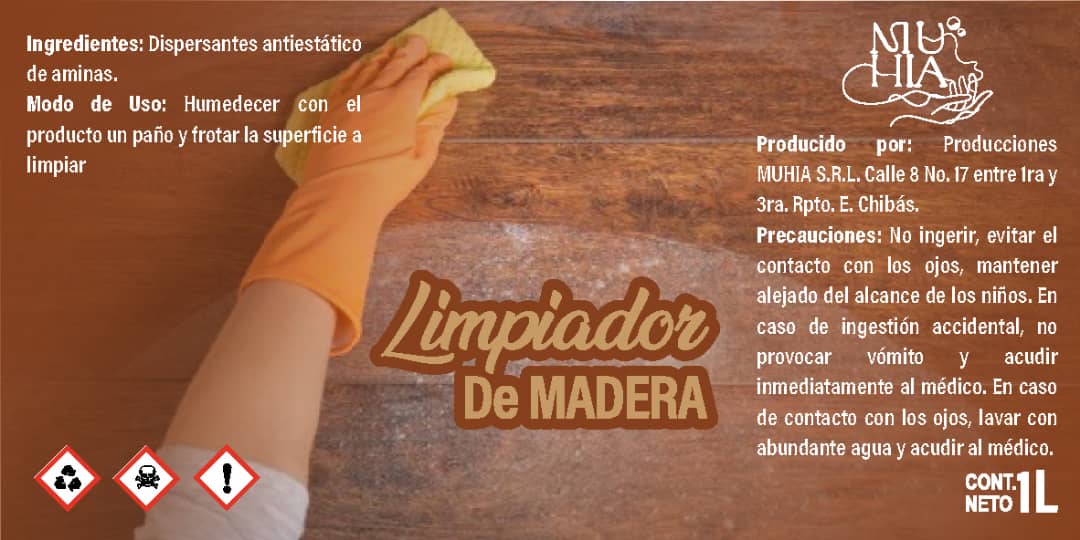 Ingredientes: Dispersantes antiestático
de aminas.
Modo de Uso: Humedecer con el
producto un paño y frotar la superficie a
limpiar
MUHIA
Producido por: Producciones
MUHIA S.R.L. Calle 8 No. 17 entre 1ra y
3ra. Rpto. E. Chibás.
Precauciones: No ingerir, evitar el
contacto con los ojos, mantener
alejado del alcance de los niños. En
caso de ingestión accidental, no
provocar vómito y acudir
inmediatamente al médico. En caso
de contacto con los ojos, lavar con
abundante agua y acudir al médico.
Limpiador
De MADERA
CONT.
NETO 1L